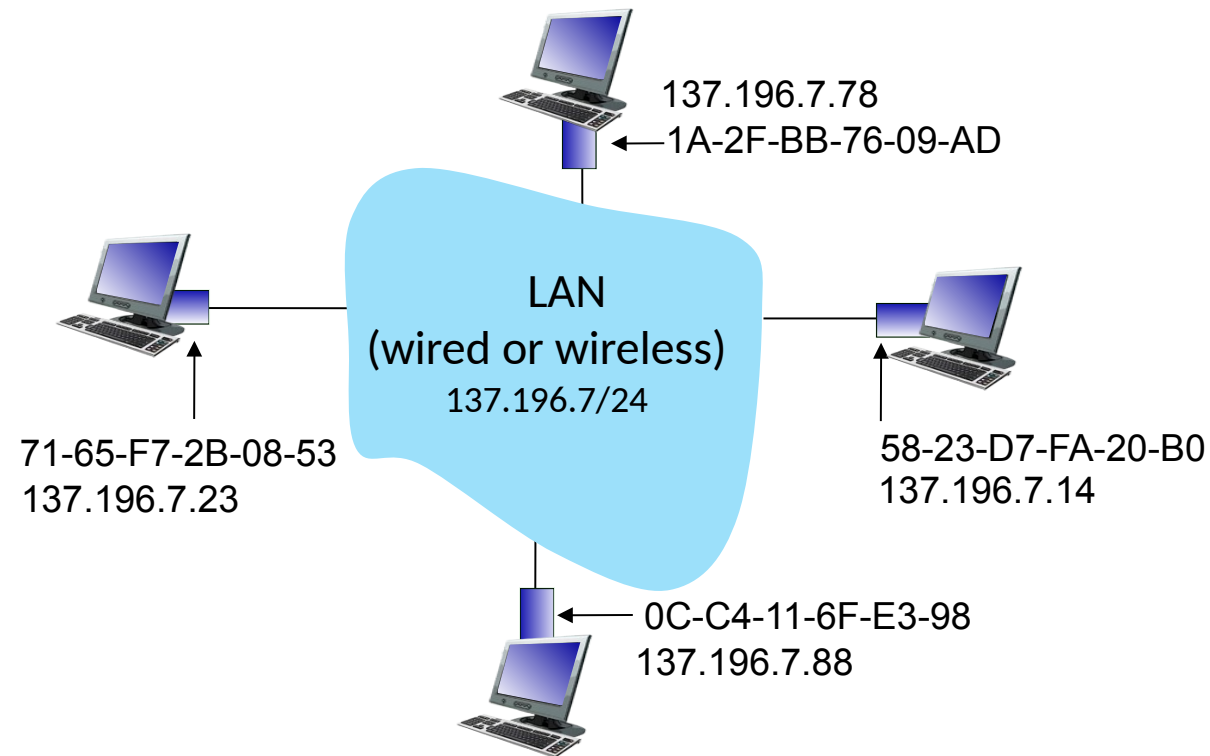 137.196.7.78
1A-2F-BB-76-09-AD
LAN
(wired or wireless)
137.196.7/24
71-65-F7-2B-08-53
137.196.7.23
58-23-D7-FA-20-B0
137.196.7.14
0C-C4-11-6F-E3-98
137.196.7.88